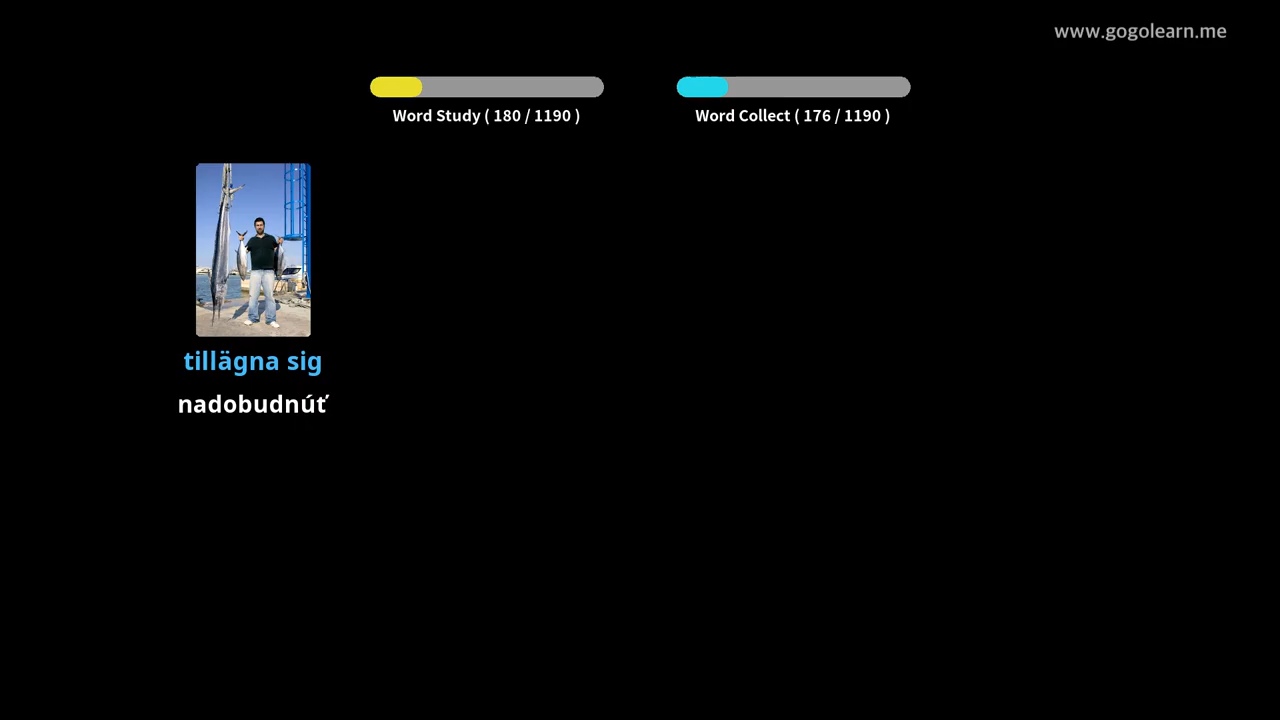 www.gogolearn.me
Word Study ( 180 / 1190 )
Word Collect ( 176 / 1190 )
tillägna sig
nadobudnúť